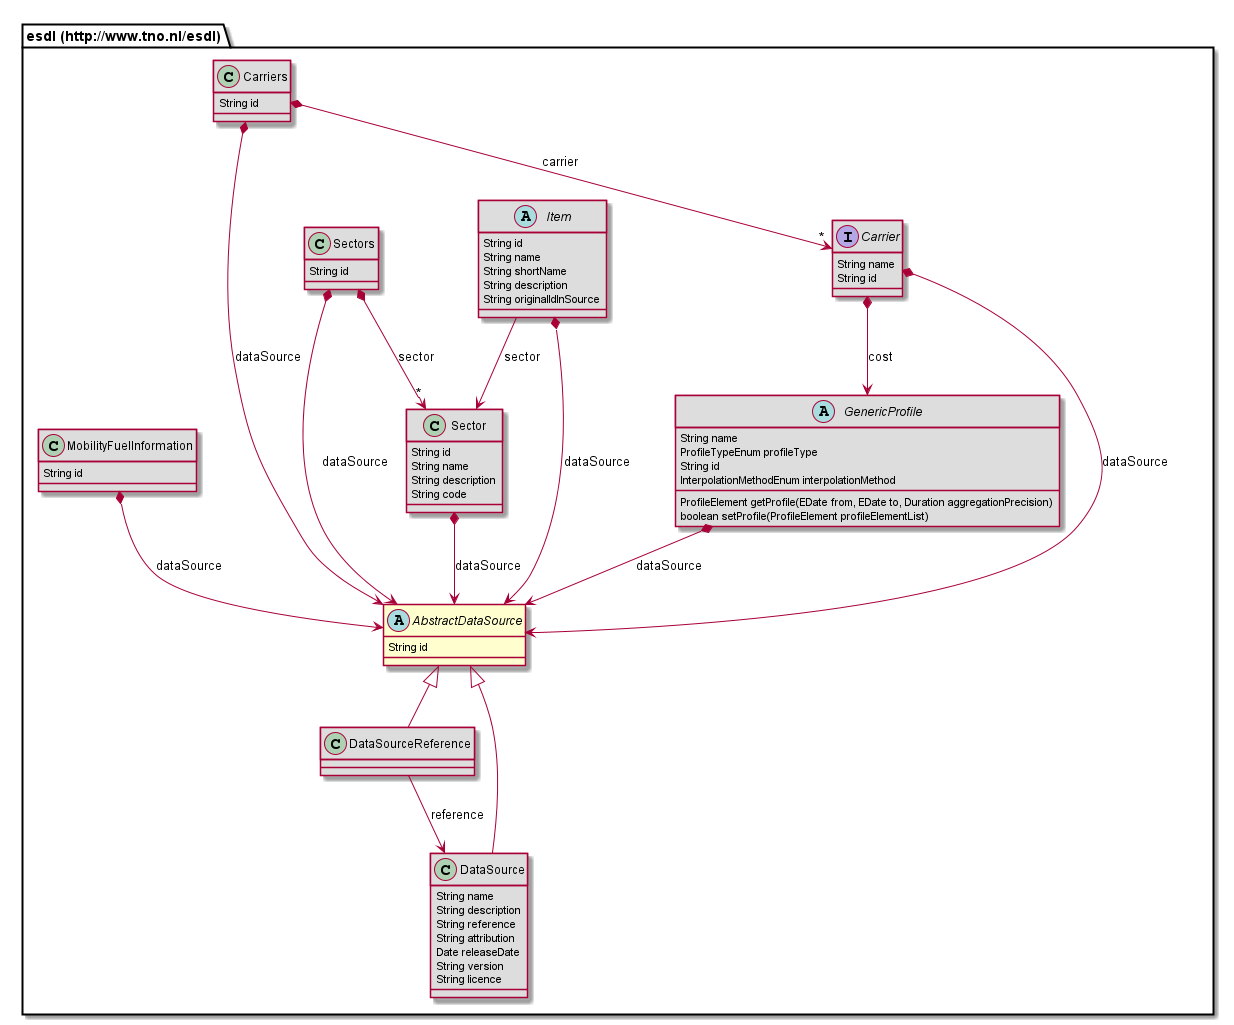 esdl (http://www.tno.nl/esdl)
C Carriers
String id
carrier
A Item
String id
String name
String shortName
String description
String originalIdInSource
*
I Carrier
String name
String id
C Sectors
String id
dataSource
sector
sector
cost
*
A GenericProfile
String name
ProfileTypeEnum profileType
String id
InterpolationMethodEnum interpolationMethod
ProfileElement getProfile(EDate from, EDate to, Duration aggregationPrecision)
boolean setProfile(ProfileElement profileElementList)
C Sector
String id
String name
String description
String code
C MobilityFuelInformation
String id
dataSource
dataSource
dataSource
dataSource
dataSource
dataSource
A AbstractDataSource
String id
C DataSourceReference
reference
C DataSource
String name
String description
String reference
String attribution
Date releaseDate
String version
String licence